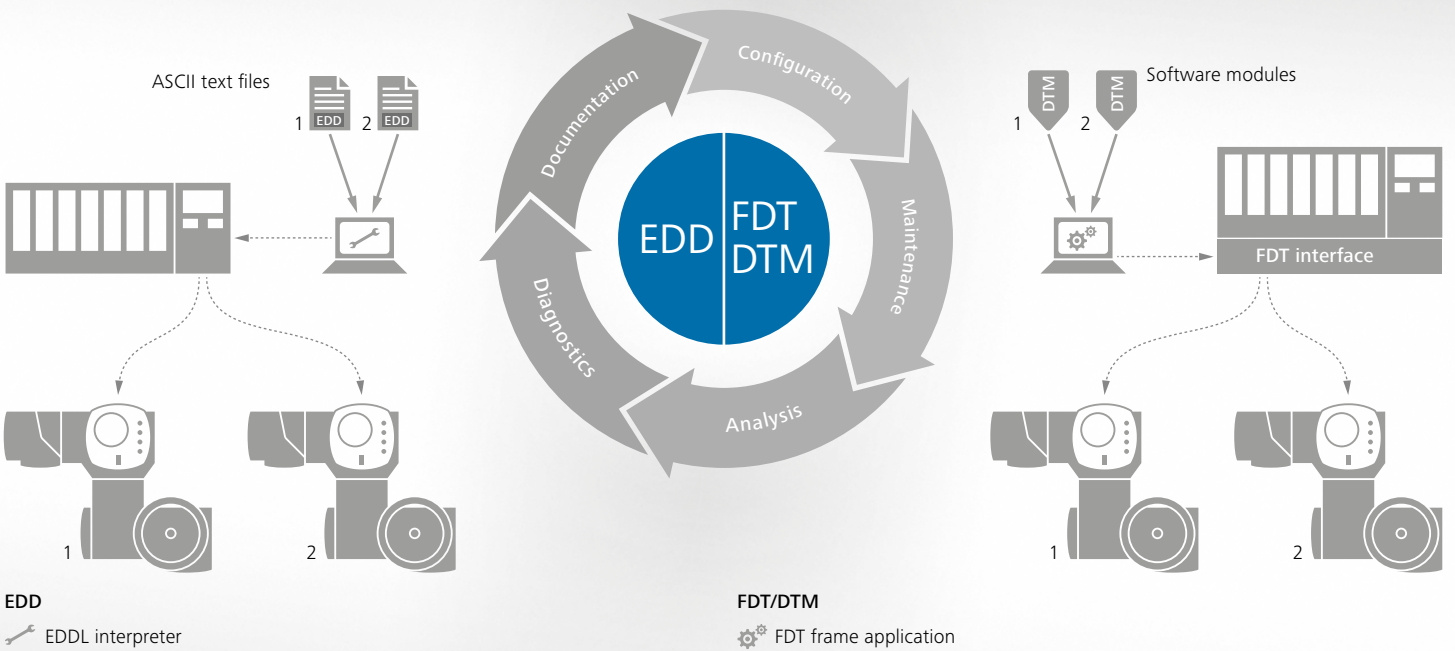 ASCII text files
1
EDD
2
EDD
Documentation
Configuration
Maintenance
Analysis
Diagnostics
EDD
FDT
DTM
1
DTM
2
DTM
Software modules
FDT interface
1
2
1
2
EDD
EDDL interpreter
FDT/DTM
FDT frame application